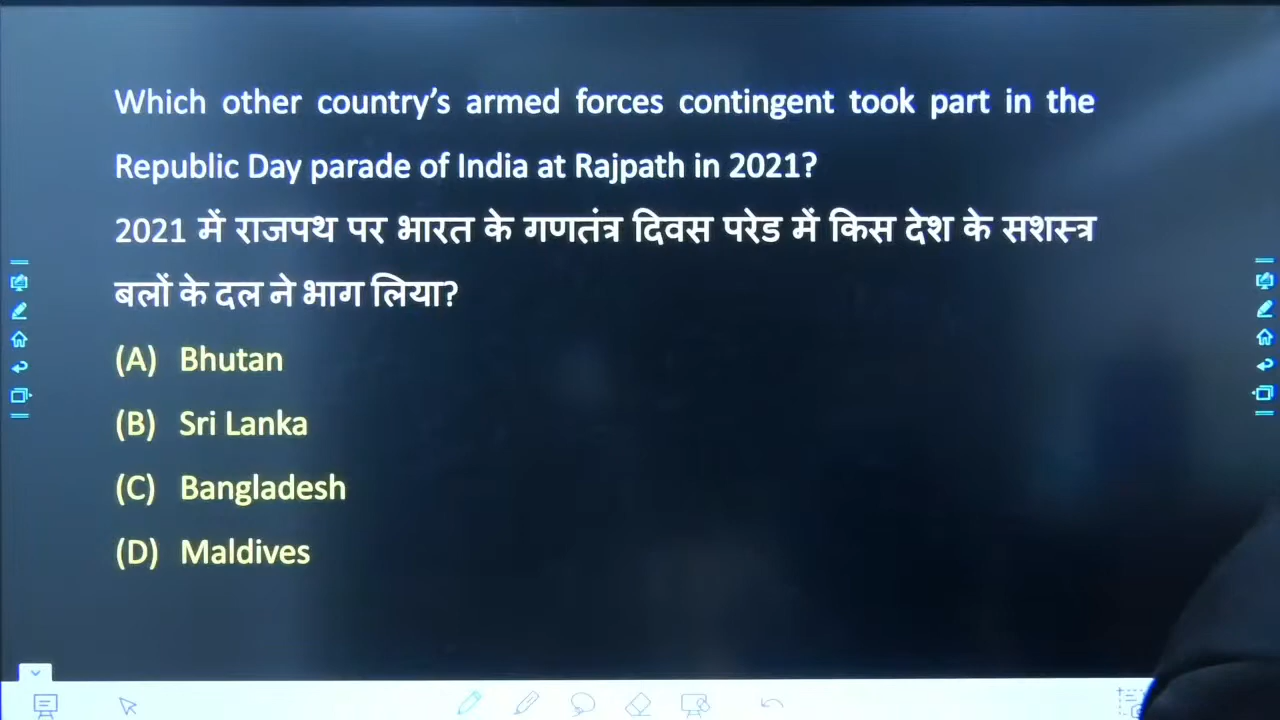 Which other country's armed forces contingent took part in the
Republic Day parade of India at Rajpath in 2021?
2021 में राजपथ पर भारत के गणतंत्र दिवस परेड में किस देश के सशस्त्र
बलों के दल ने भाग लिया?
(A) Bhutan
(B) Sri Lanka
(C) Bangladesh
(D) Maldives